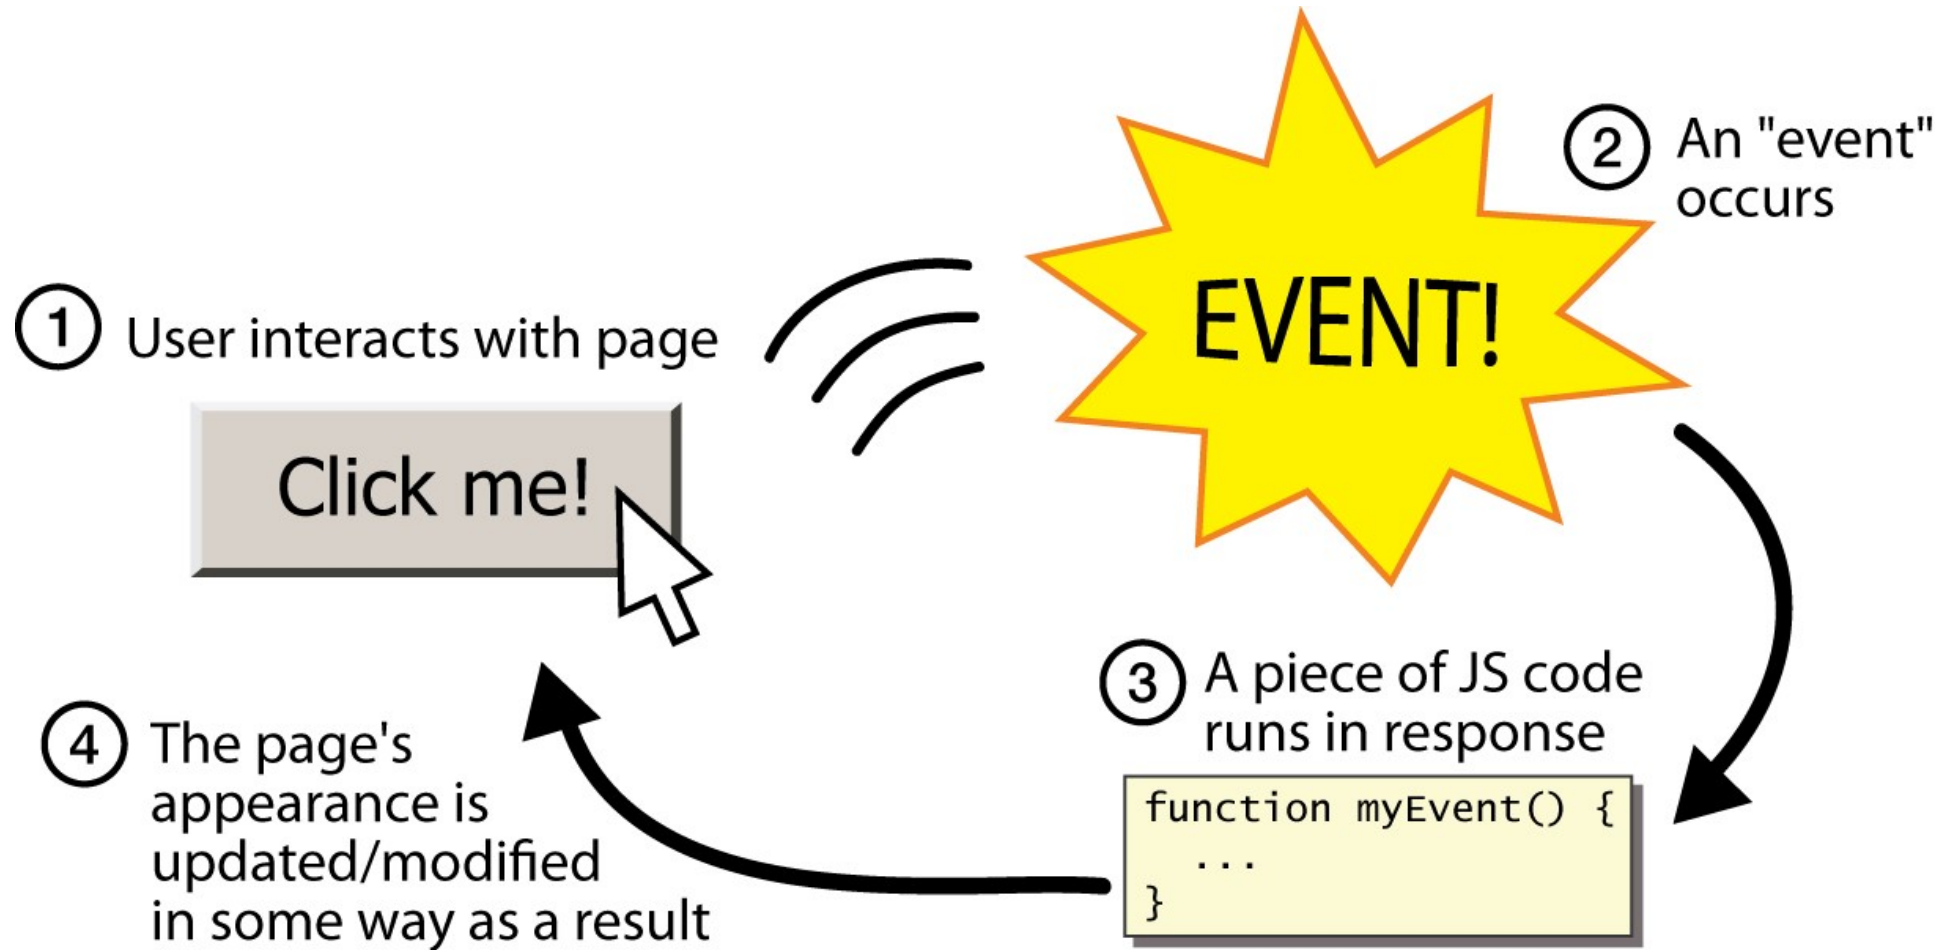 1 User interacts with page
Click me!
EVENT!
2 An "event"
occurs
3 A piece of JS code
runs in response
function myEvent() {
...
}
4 The page's
appearance is
updated/modified
in some way as a result